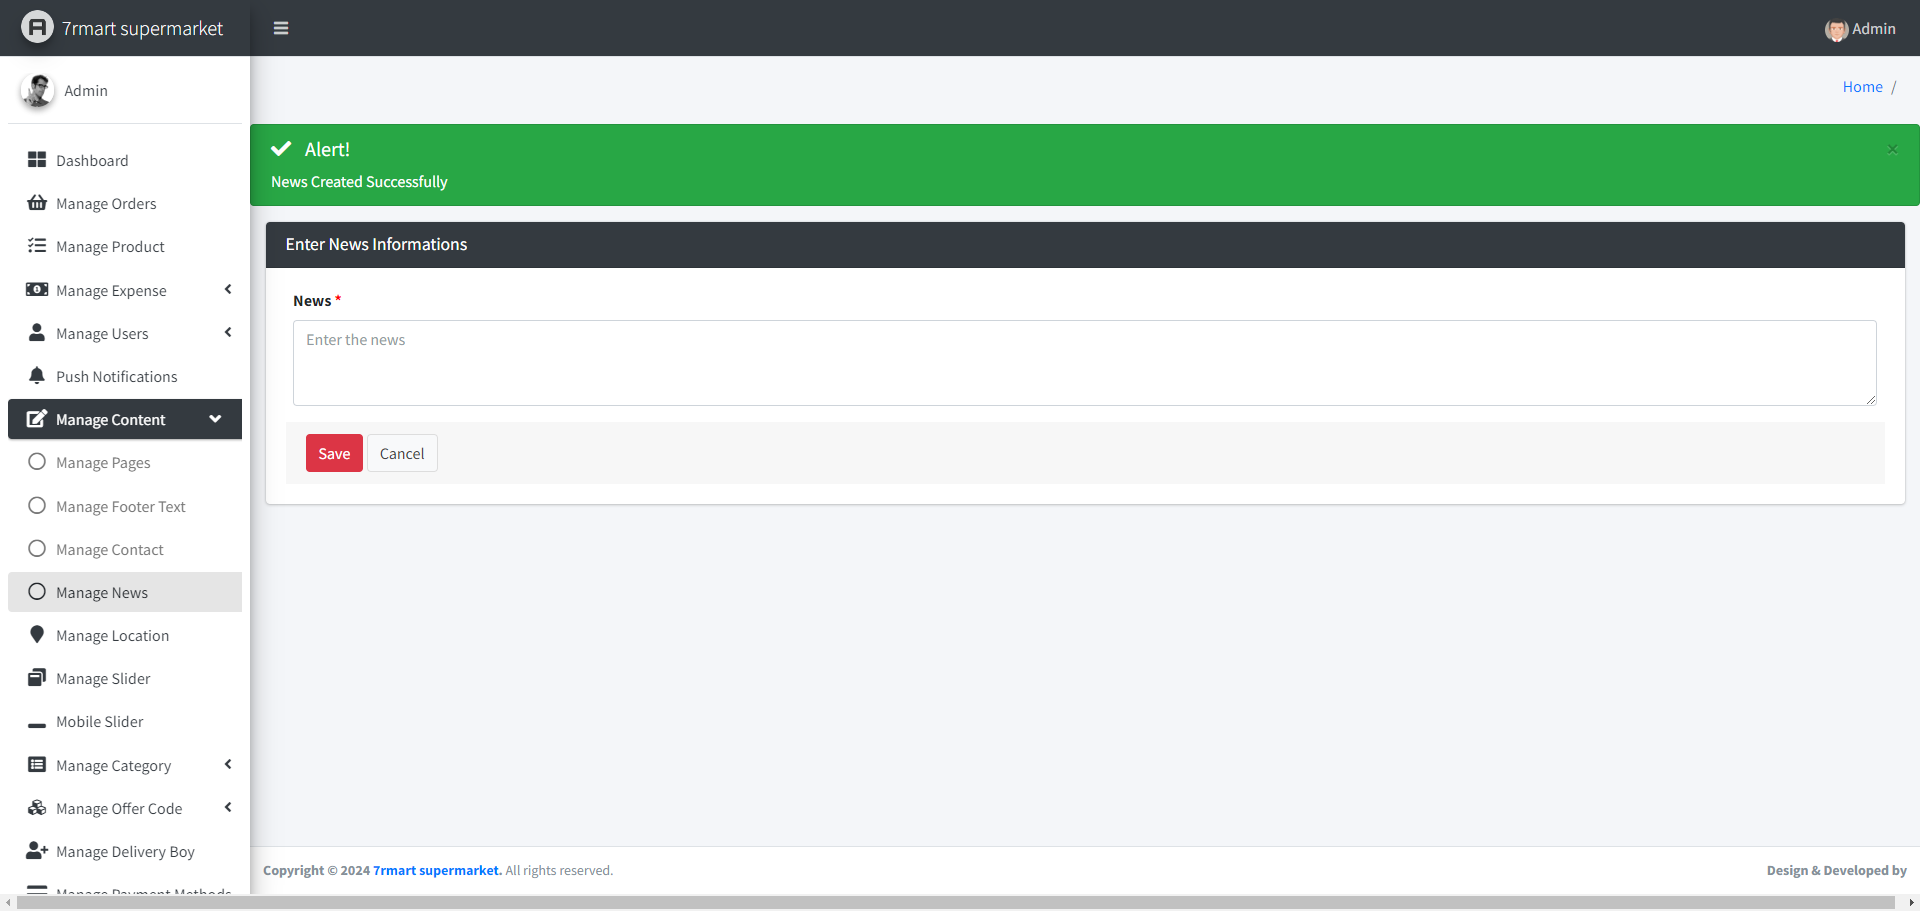 7rmart supermarket
Admin
Admin
Home /
Alert!
×
News Created Successfully
Dashboard
Manage Orders
Manage Product
Manage Expense
Manage Users
Push Notifications
Manage Content
Manage Pages
Manage Footer Text
Manage Contact
Manage News
Manage Location
Manage Slider
Mobile Slider
Manage Category
Manage Offer Code
Manage Delivery Boy
Manage Payment Methods
Enter News Informations
News *
Enter the news
Save
Cancel
Copyright © 2024 7rmart supermarket. All rights reserved.
Design & Developed by